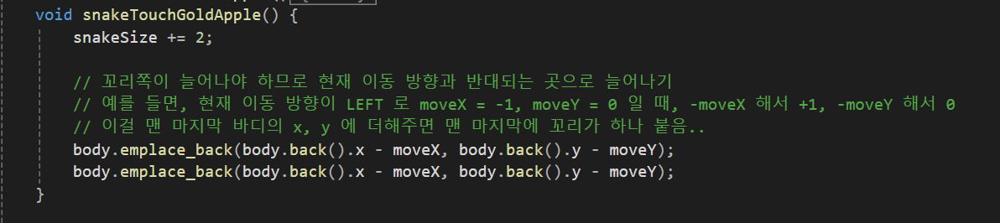 void snakeTouchGoldApple() {
snakeSize += 2;
// 꼬리쪽이 늘어나야 하므로 현재 이동 방향과 반대되는 곳으로 늘어나기
// 예를 들면, 현재 이동 방향이 LEFT 로 moveX = -1, moveY = 0 일 때, -moveX 해서 +1, -moveY 해서 0
// 이걸 맨 마지막 바디의 x, y 에 더해주면 맨 마지막에 꼬리가 하나 붙음..
body.emplace_back(body.back().x - moveX, body.back().y - moveY);
body.emplace_back(body.back().x - moveX, body.back().y - moveY);
}